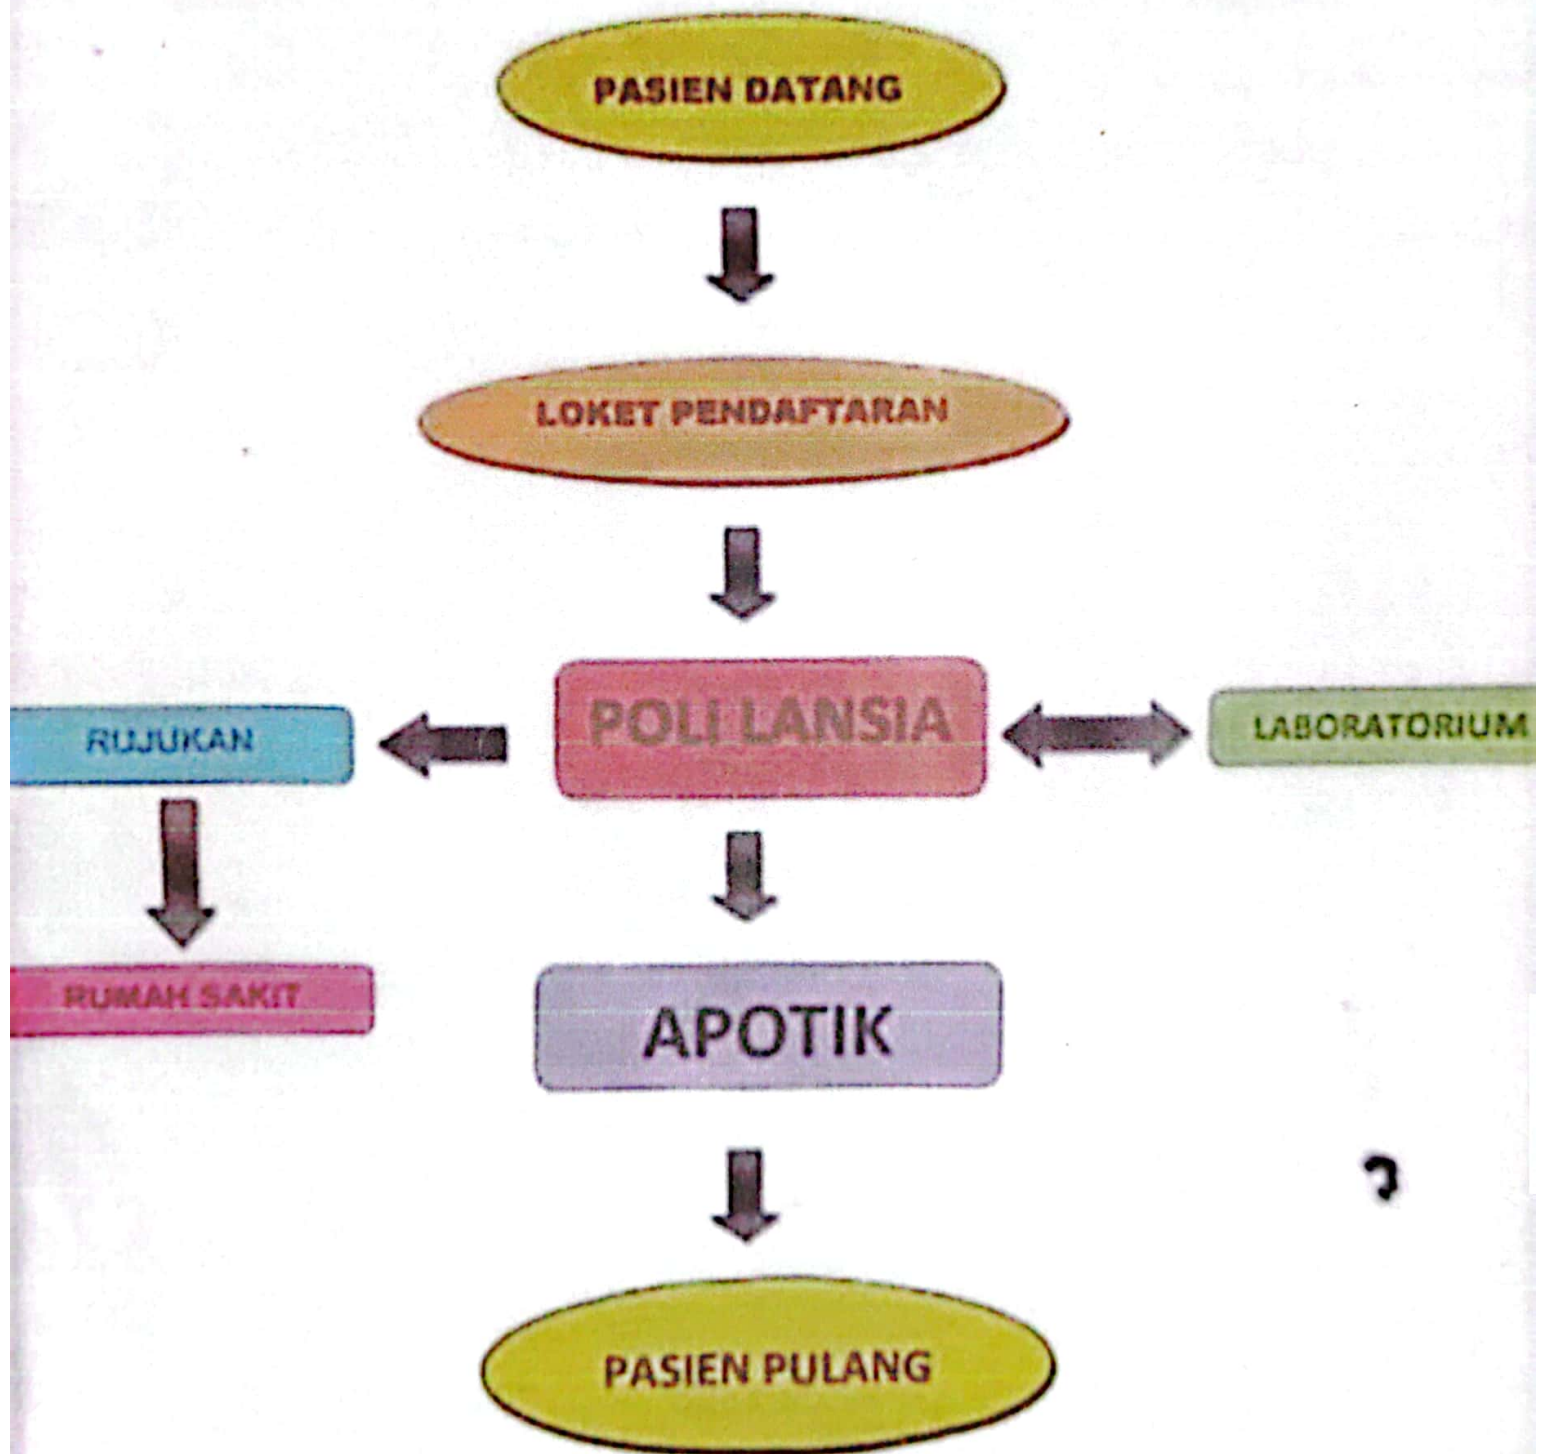 PASIEN DATANG
LOKET PENDAFTARAN
RUJUKAN
POLI LANSIA
LABORATORIUM
RUMAH SAKIT
APOTIK
PASIEN PULANG